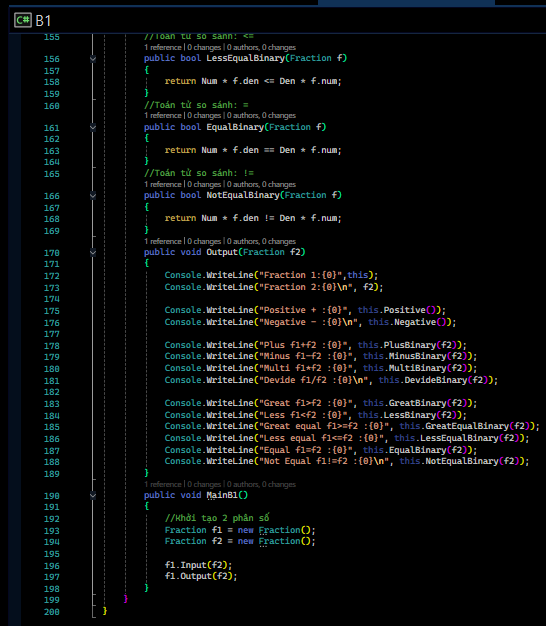 C# B1
155 //Toán tử so sánh: <=
1 reference | 0 changes | 0 authors, 0 changes
156 public bool LessEqualBinary(Fraction f)
157 {
158 return Num * f.den <= Den * f.num;
159 }
160 //Toán tử so sánh: =
1 reference | 0 changes | 0 authors, 0 changes
161 public bool EqualBinary(Fraction f)
162 {
163 return Num * f.den == Den * f.num;
164 }
165 //Toán tử so sánh: !=
1 reference | 0 changes | 0 authors, 0 changes
166 public bool NotEqualBinary(Fraction f)
167 {
168 return Num * f.den != Den * f.num;
169 }
1 reference | 0 changes | 0 authors, 0 changes
170 public void Output(Fraction f2)
171 {
172 Console.WriteLine("Fraction 1:{0}",this);
173 Console.WriteLine("Fraction 2:{0}\n", f2);
174
175 Console.WriteLine("Positive + :{0}", this.Positive());
176 Console.WriteLine("Negative - :{0}\n", this.Negative());
177
178 Console.WriteLine("Plus f1+f2 :{0}", this.PlusBinary(f2));
179 Console.WriteLine("Minus f1-f2 :{0}", this.MinusBinary(f2));
180 Console.WriteLine("Multi f1*f2 :{0}", this.MultiBinary(f2));
181 Console.WriteLine("Devide f1/f2 :{0}\n", this.DevideBinary(f2));
182
183 Console.WriteLine("Great f1>f2 :{0}", this.GreatBinary(f2));
184 Console.WriteLine("Less f1<f2 :{0}", this.LessBinary(f2));
185 Console.WriteLine("Great equal f1>=f2 :{0}", this.GreatEqualBinary(f2));
186 Console.WriteLine("Less equal f1<=f2 :{0}", this.LessEqualBinary(f2));
187 Console.WriteLine("Equal f1=f2 :{0}", this.EqualBinary(f2));
188 Console.WriteLine("Not Equal f1!=f2 :{0}\n", this.NotEqualBinary(f2));
189 }
0 references | 0 changes | 0 authors, 0 changes
190 public void MainB1()
191 {
192 //Khởi tạo 2 phân số
193 Fraction f1 = new Fraction();
194 Fraction f2 = new Fraction();
195
196 f1.Input(f2);
197 f1.Output(f2);
198 }
199 }
200 }